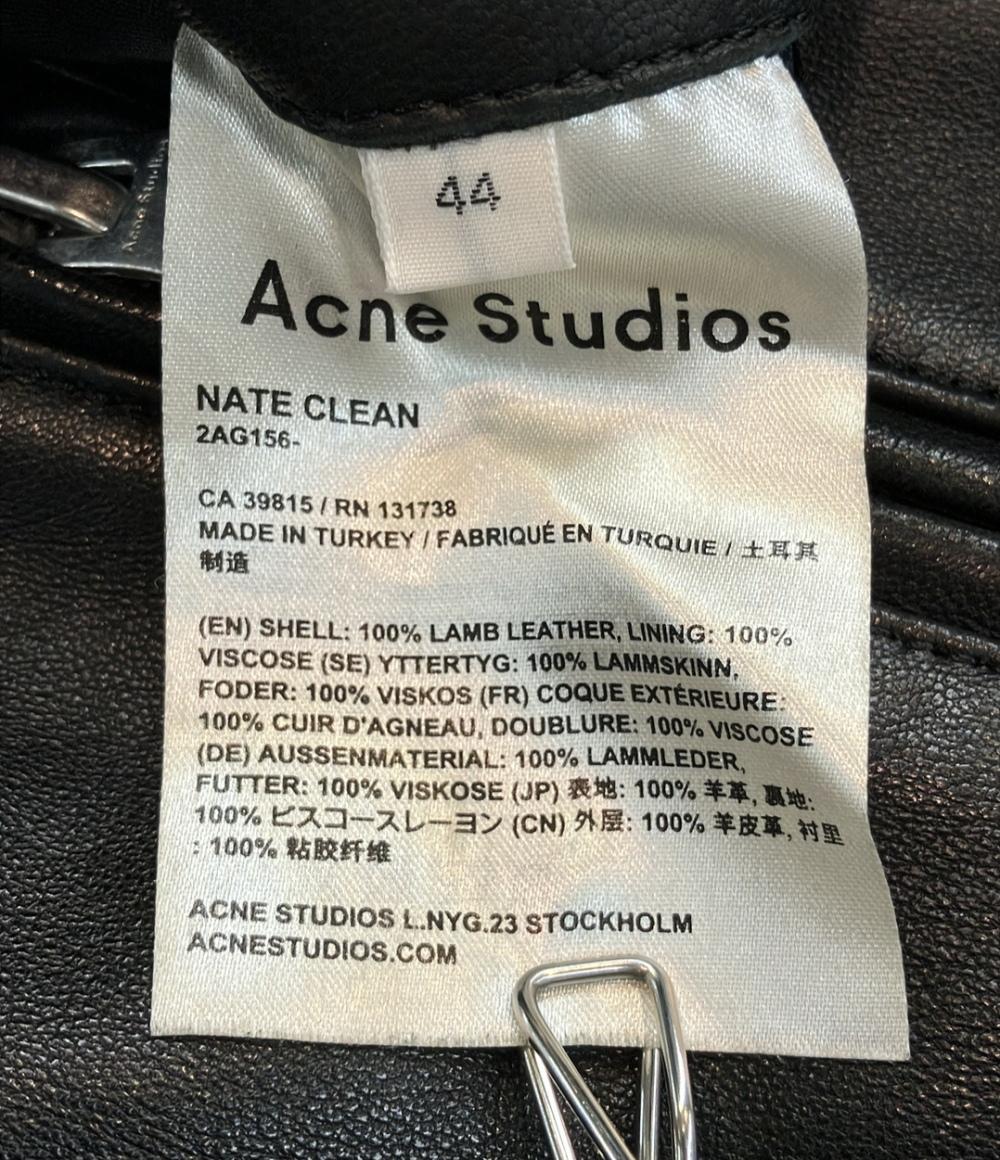 44
Acne Studios
Acne Studios
NATE CLEAN
2AG156-
CA 39815 / RN 131738
MADE IN TURKEY / FABRIQUÉ EN TURQUIE / 土耳其
制造
(EN) SHELL: 100% LAMB LEATHER, LINING: 100%
VISCOSE (SE) YTTERTYG: 100% LAMMSKINN,
FODER: 100% VISKOS (FR) COQUE EXTÉRIEURE:
100% CUIR D'AGNEAU, DOUBLURE: 100% VISCOSE
(DE) AUSSENMATERIAL: 100% LAMMLEDER,
FUTTER: 100% VISKOSE (JP) 表地: 100% 羊革, 裏地:
100% ビスコースレーヨン (CN) 外层: 100% 羊皮革, 衬里
: 100% 粘胶纤维
ACNE STUDIOS L.NYG.23 STOCKHOLM
ACNESTUDIOS.COM